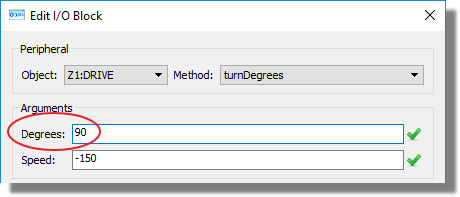 Edit I/O Block
Peripheral
Object: Z1:DRIVE Method: turnDegrees
Arguments
Degrees: 90
Speed: -150